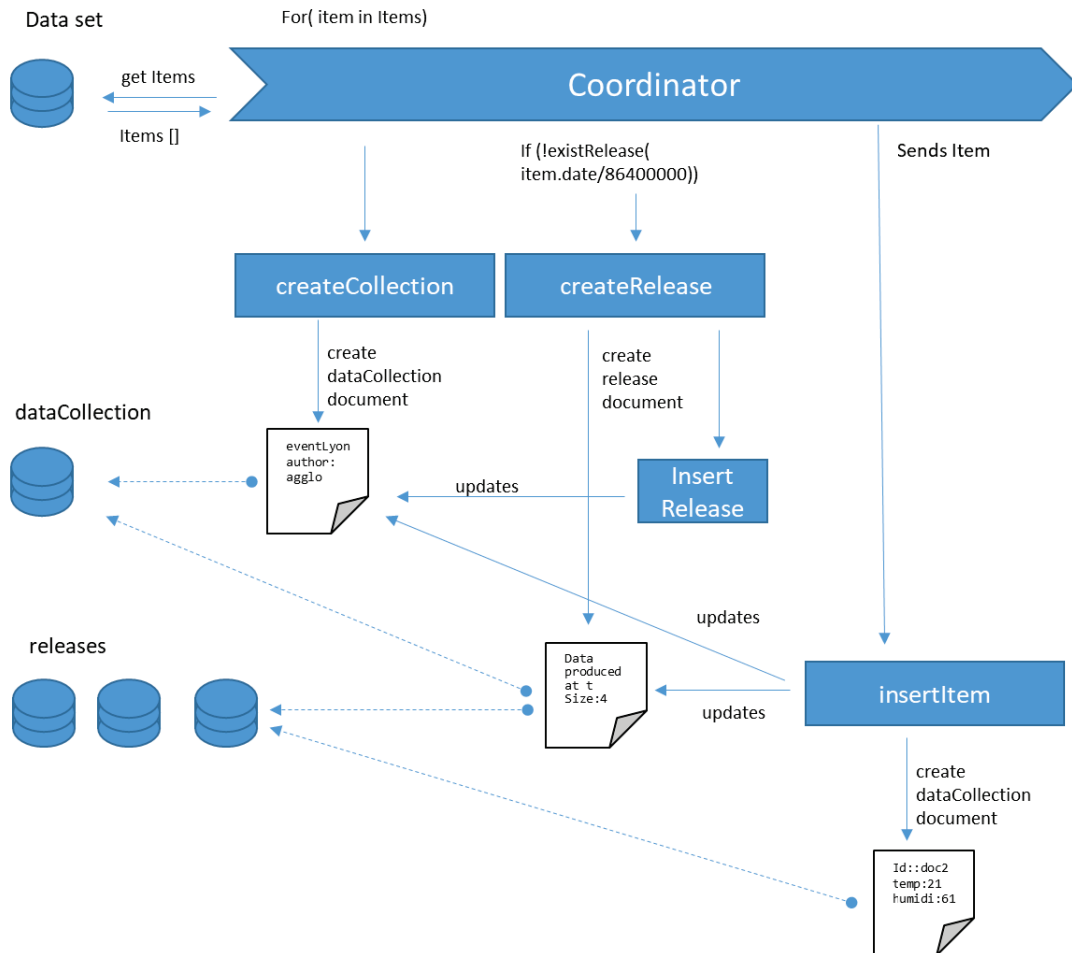 Data set
For( item in Items)
get Items
Items []
Coordinator
If (!existRelease(
item.date/86400000))
Sends Item
createCollection
createRelease
create
dataCollection
document
create
release
document
dataCollection
eventLyon
author:
agglo
updates
Insert
Release
updates
releases
Data
produced
at t
Size:4
updates
insertItem
create
dataCollection
document
Id::doc2
temp:21
humidi:61